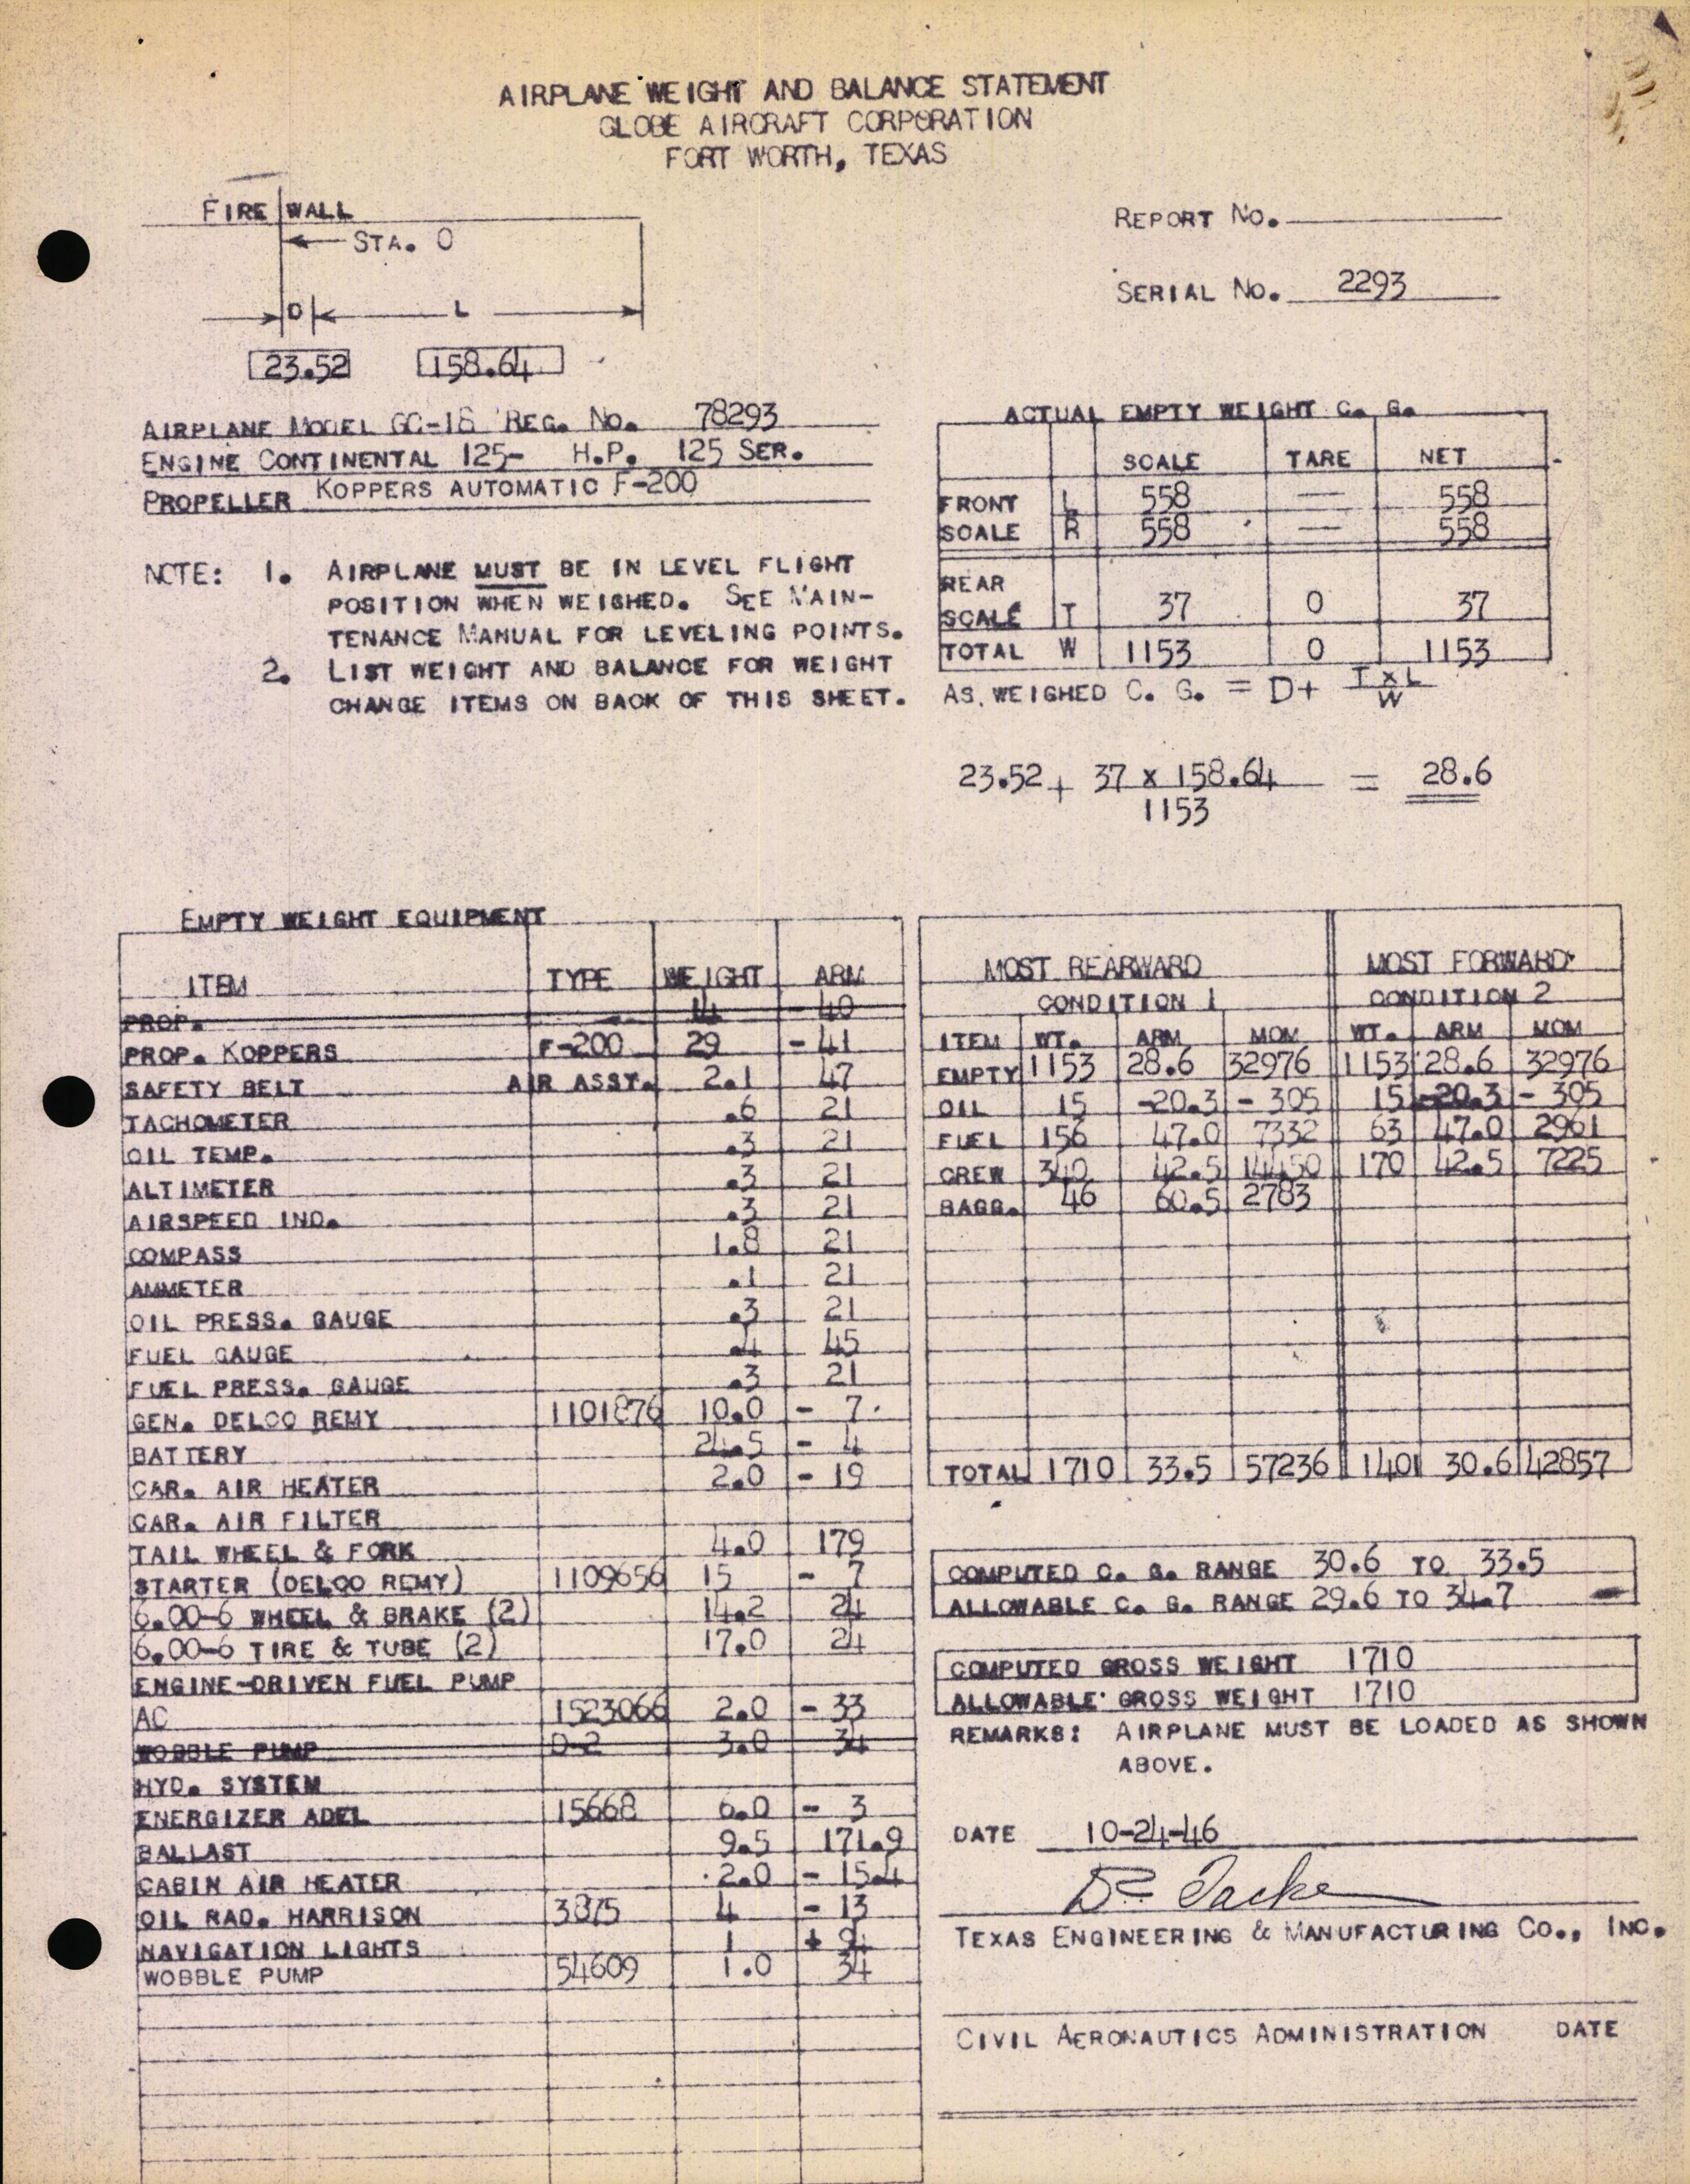 AIRPLANE WEIGHT AND BALANCE STATEMENT
GLOBE AIRCRAFT CORPORATION
FORT WORTH, TEXAS
FIRE WALL
STA. 0
D L
23.52 158.64
REPORT NO.
SERIAL NO. 2293
AIRPLANE MODEL GC-1B REG. NO. 78293
ENGINE CONTINENTAL 125- H.P. 125 SER.
PROPELLER KOPPERS AUTOMATIC F-200
NOTE: 1. AIRPLANE MUST BE IN LEVEL FLIGHT
POSITION WHEN WEIGHED. SEE MAIN-
TENANCE MANUAL FOR LEVELING POINTS.
2. LIST WEIGHT AND BALANCE FOR WEIGHT
CHANGE ITEMS ON BACK OF THIS SHEET.
ACTUAL EMPTY WEIGHT C. G.
SCALE TARE NET
FRONT L 558 — 558
SCALE R 558 — 558
REAR
SCALE T 37 0 37
TOTAL W 1153 0 1153
AS WEIGHED C. G. = D+ T x L
W
23.52 + 37 x 158.64 = 28.6
1153
EMPTY WEIGHT EQUIPMENT
ITEM TYPE WEIGHT ARM
PROP. 14 - 40
PROP. KOPPERS F-200 29 - 41
SAFETY BELT AIR ASSY. 2.1 47
TACHOMETER .6 21
OIL TEMP. .3 21
ALTIMETER .3 21
AIRSPEED IND. .3 21
COMPASS 1.8 21
AMMETER .1 21
OIL PRESS. GAUGE .3 21
FUEL GAUGE .4 45
FUEL PRESS. GAUGE .3 21
GEN. DELCO REMY 1101876 10.0 - 7
BATTERY 24.5 - 4
CAR. AIR HEATER 2.0 - 19
CAR. AIR FILTER
TAIL WHEEL & FORK 4.0 179
STARTER (DELCO REMY) 1109656 15 - 7
6.00-6 WHEEL & BRAKE (2) 14.2 24
6.00-6 TIRE & TUBE (2) 17.0 24
ENGINE-DRIVEN FUEL PUMP
AC 1523066 2.0 - 33
WOBBLE PUMP D-2 3.0 34
HYD. SYSTEM
ENERGIZER ADEL 15668 6.0 - 3
BALLAST 9.5 171.9
CABIN AIR HEATER 2.0 - 15.4
OIL RAD. HARRISON 3875 4 - 13
NAVIGATION LIGHTS 1 + 94
WOBBLE PUMP 54609 1.0 34
MOST REARWARD MOST FORWARD
CONDITION 1 CONDITION 2
ITEM WT. ARM MOM WT. ARM MOM
EMPTY 1153 28.6 32976 1153 28.6 32976
OIL 15 -20.3 - 305 15 -20.3 - 305
FUEL 156 47.0 7332 63 47.0 2961
CREW 340 42.5 14450 170 42.5 7225
BAGG. 46 60.5 2783
TOTAL 1710 33.5 57236 1401 30.6 42857
COMPUTED C. G. RANGE 30.6 TO 33.5
ALLOWABLE C. G. RANGE 29.6 TO 34.7
COMPUTED GROSS WEIGHT 1710
ALLOWABLE GROSS WEIGHT 1710
REMARKS: AIRPLANE MUST BE LOADED AS SHOWN
ABOVE.
DATE 10-24-46
TEXAS ENGINEERING & MANUFACTURING CO., INC.
CIVIL AERONAUTICS ADMINISTRATION DATE